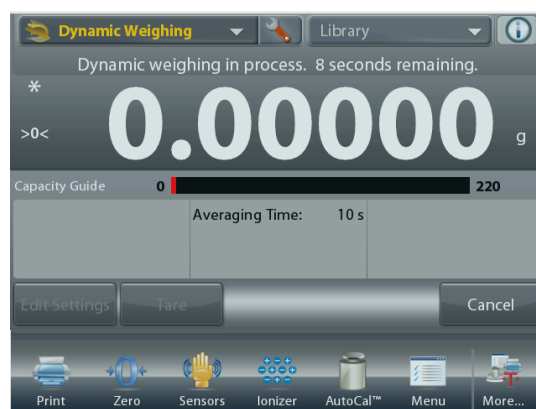 Dynamic Weighing
Library
Dynamic weighing in process. 8 seconds remaining.
*
>0<
0.00000 g
Capacity Guide 0 220
Averaging Time: 10 s
Edit Settings Tare Cancel
Print Zero Sensors Ionizer AutoCal™ Menu More...